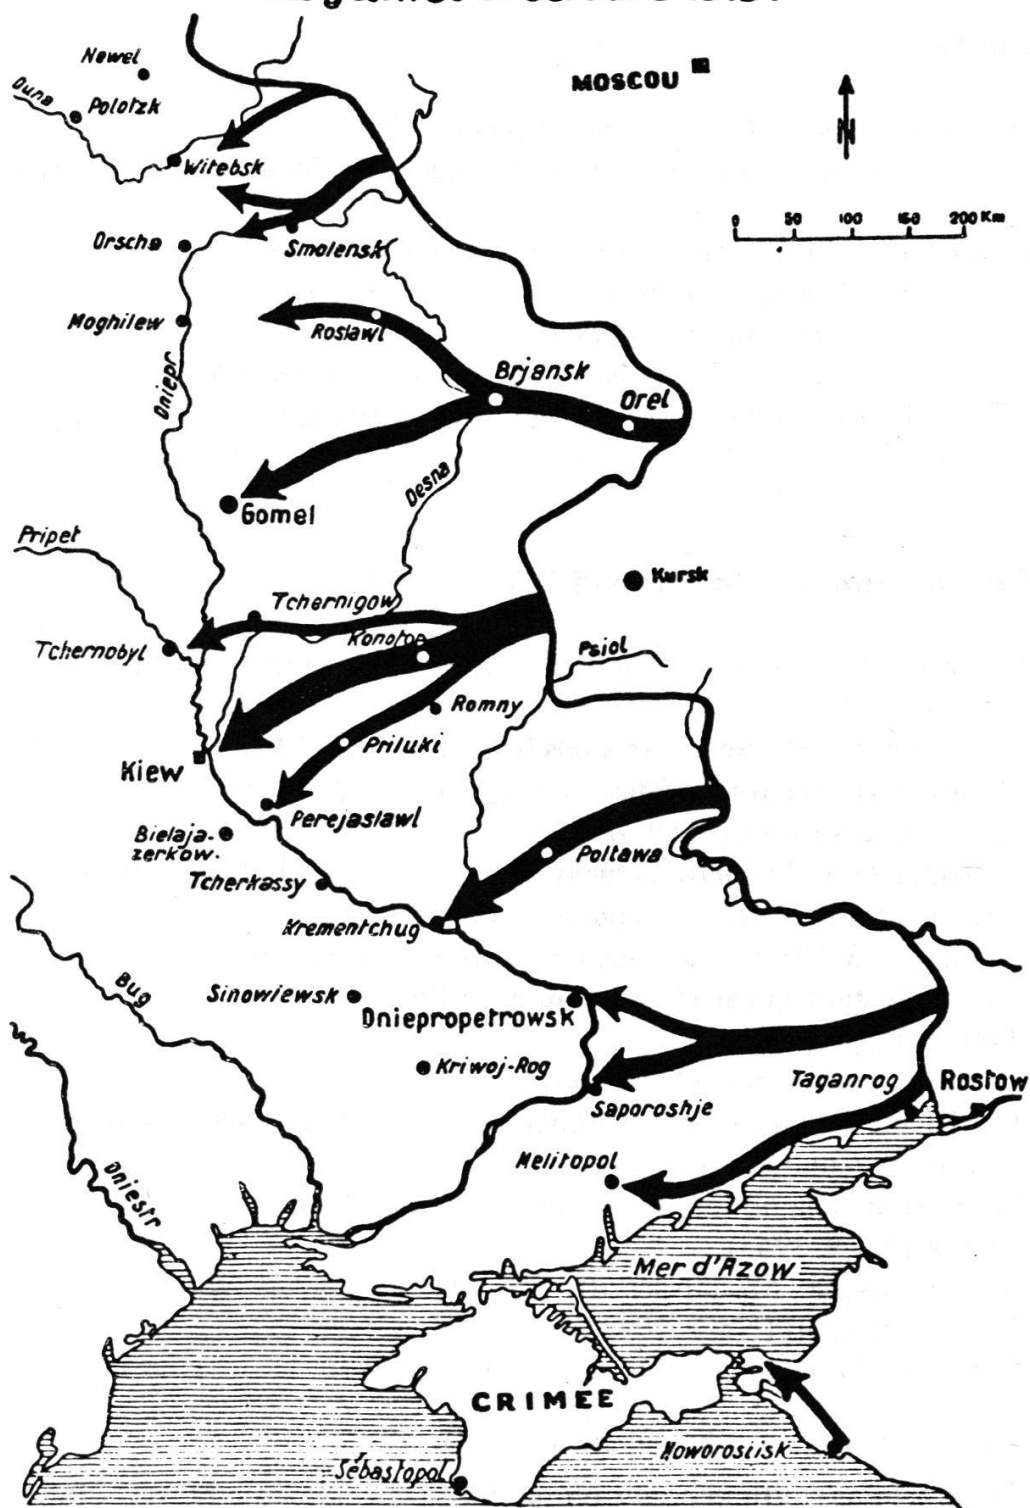 Newel
MOSCOU
Duna
Polotzk
N
Witebsk
0 50 100 150 200 Km
Orscha
Smolensk
Moghilew
Roslawl
Brjansk
Orel
Dniepr
Desna
Gomel
Pripet
Kursk
Tchernigow
Tchernobyl
Konotop
Psiol
Romny
Priluki
Kiew
Perejaslawl
Bielaja-
zerkow.
Poltawa
Tcherkassy
Krementchug
Bug
Sinowiewsk
Dniepropetrowsk
Kriwoj-Rog
Taganrog
Rostow
Saporoshje
Melitopol
Dniestr
Mer d'Azow
CRIMEE
Noworosiisk
Sébastopol